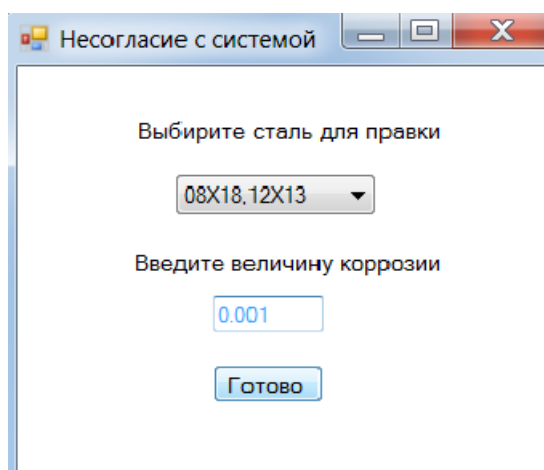 Несогласие с системой
Выбирите сталь для правки
08Х18,12Х13
Введите величину коррозии
0.001
Готово